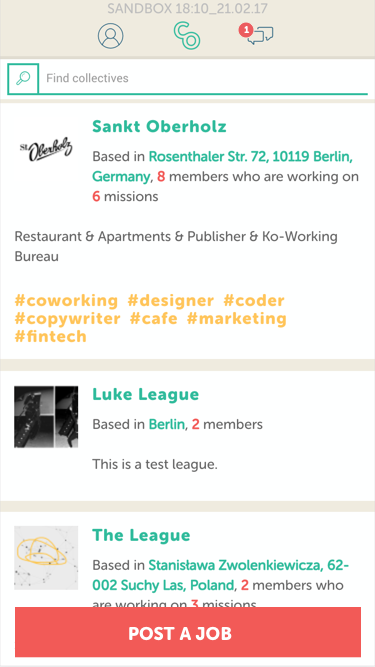 SANDBOX 18:10_21.02.17
1
Find collectives
St. Oberholz
Sankt Oberholz
Based in Rosenthaler Str. 72, 10119 Berlin,
Germany, 8 members who are working on
6 missions
Restaurant & Apartments & Publisher & Ko-Working
Bureau
#coworking #designer #coder
#copywriter #cafe #marketing
#fintech
Luke League
Based in Berlin, 2 members
This is a test league.
The League
Based in Stanisława Zwolenkiewicza, 62-
002 Suchy Las, Poland, 2 members who
are working on 3 missions
POST A JOB